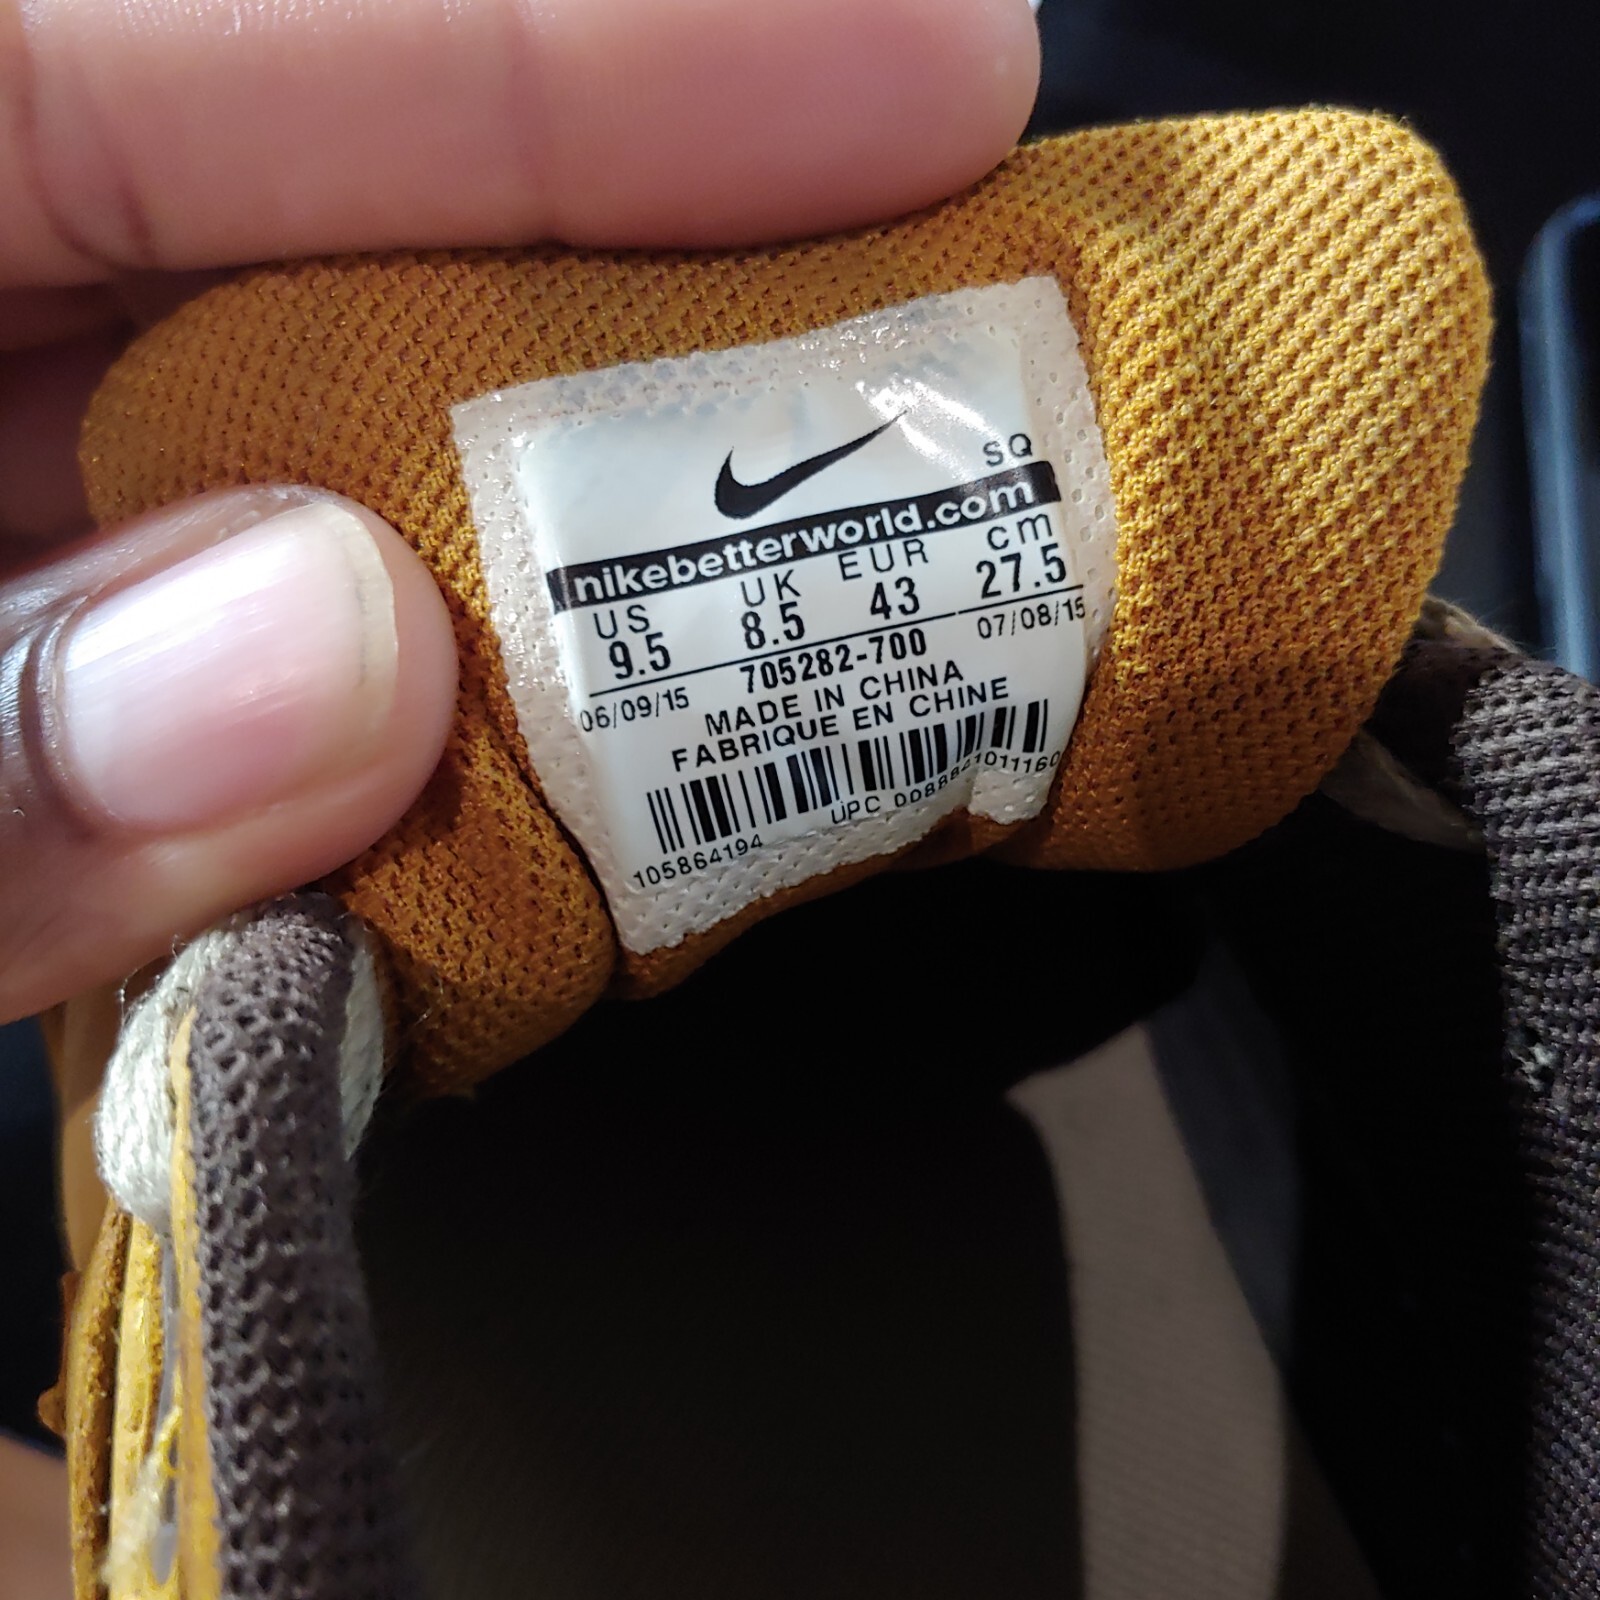 SQ
nikebetterworld.com
US UK EUR cm
9.5 8.5 43 27.5
06/09/15 705282-700 07/08/15
MADE IN CHINA
FABRIQUE EN CHINE
105864194 UPC